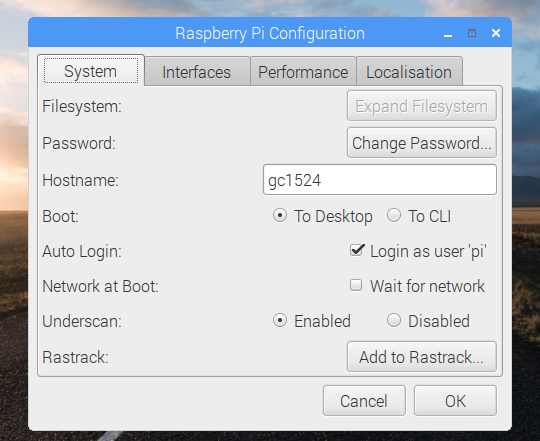 Raspberry Pi Configuration
System Interfaces Performance Localisation
Filesystem: Expand Filesystem
Password: Change Password...
Hostname: gc1524
Boot: To Desktop To CLI
Auto Login: Login as user 'pi'
Network at Boot: Wait for network
Underscan: Enabled Disabled
Rastrack: Add to Rastrack...
Cancel OK